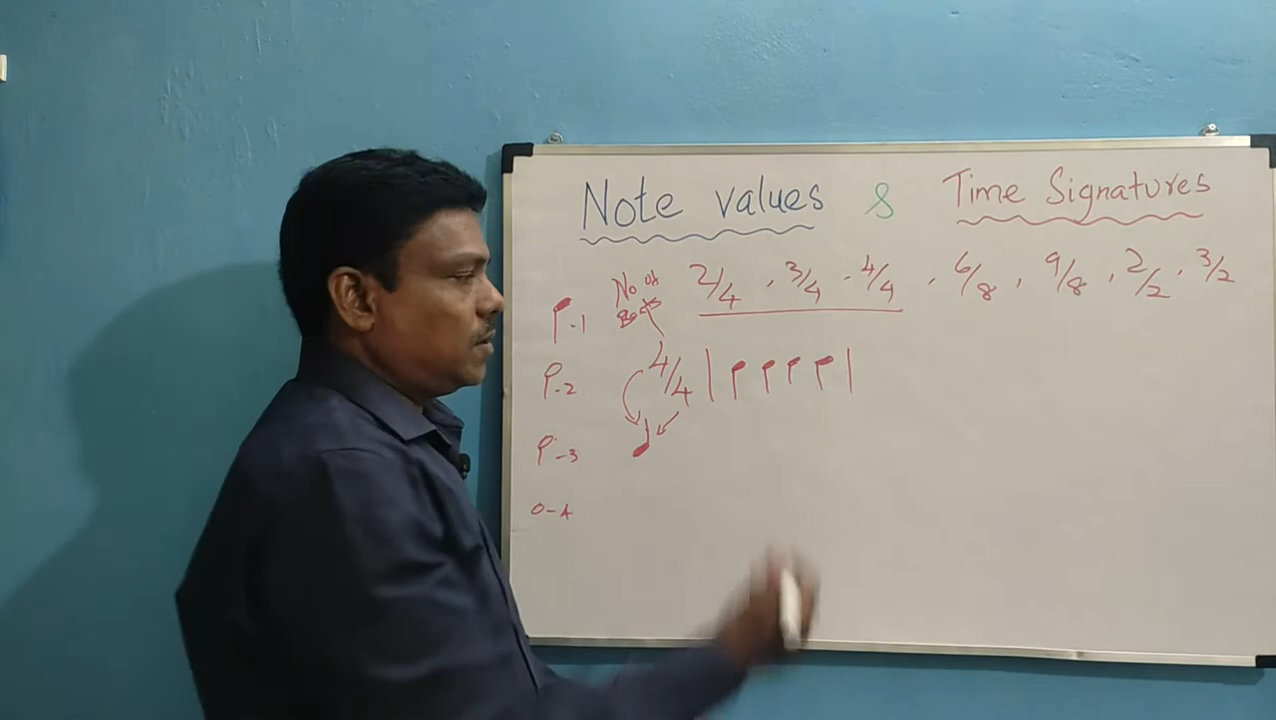 Note values & Time Signatures
No of Beats 2/4 , 3/4 , 4/4 , 6/8 , 9/8 , 2/2 , 3/2
-1
-2 4/4
-3
-4